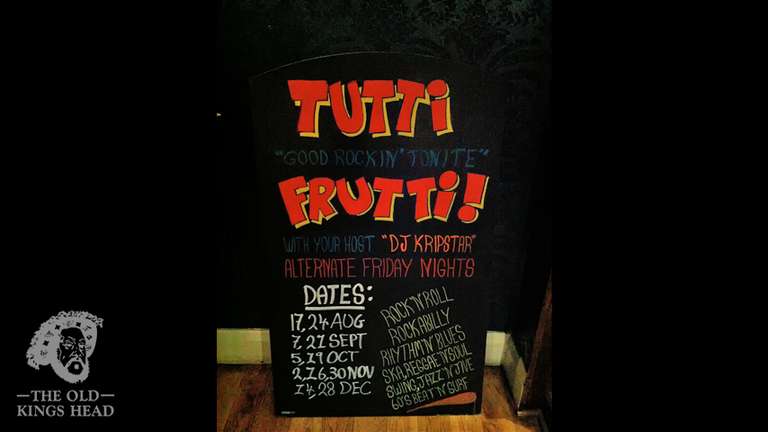 TUTTI
"GOOD ROCKIN' TONITE"
FRUTTI!
WITH YOUR HOST "DJ KRIPSTAR"
ALTERNATE FRIDAY NIGHTS
DATES:
17, 24 AUG
7, 21 SEPT
5, 19 OCT
2, 16, 30 NOV
14, 28 DEC
ROCK'N'ROLL
ROCKABILLY
RHYTHM'N'BLUES
SKA, REGGAE'N'SOUL
SWING, JAZZ'N'JIVE
60'S BEAT'N'SURF
THE OLD
KINGS HEAD